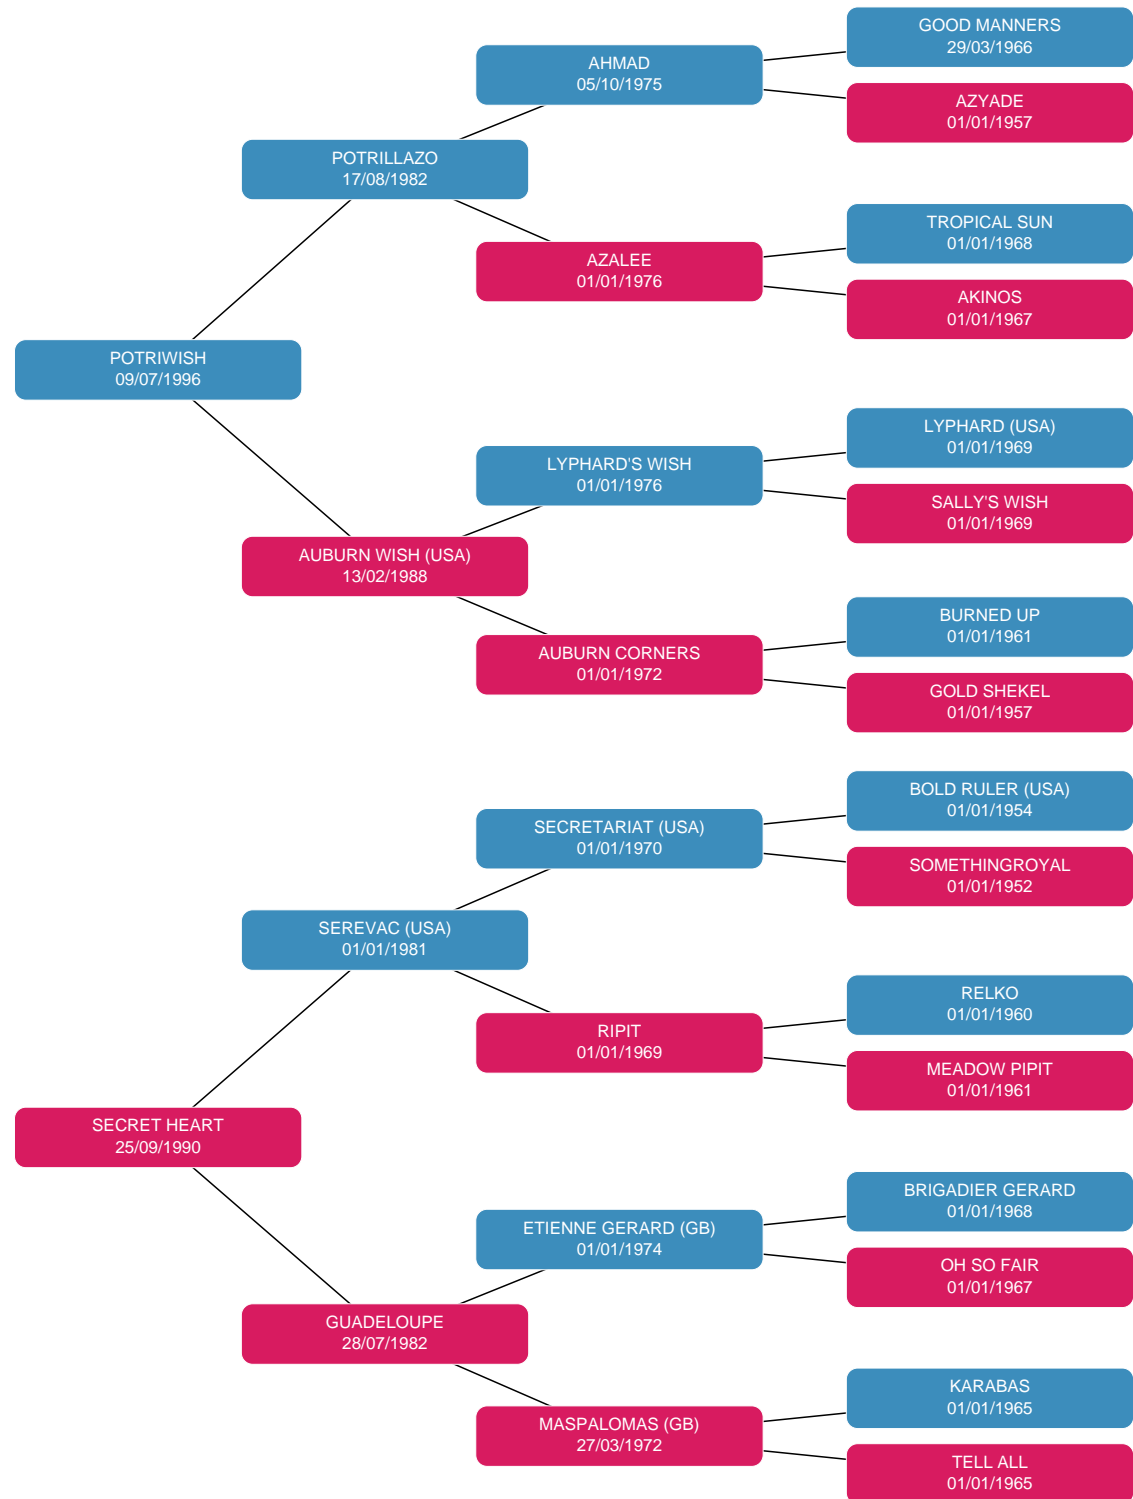 GOOD MANNERS
29/03/1966
AHMAD
05/10/1975
AZYADE
01/01/1957
POTRILLAZO
17/08/1982
TROPICAL SUN
01/01/1968
AZALEE
01/01/1976
AKINOS
01/01/1967
POTRIWISH
09/07/1996
LYPHARD (USA)
01/01/1969
LYPHARD'S WISH
01/01/1976
SALLY'S WISH
01/01/1969
AUBURN WISH (USA)
13/02/1988
BURNED UP
01/01/1961
AUBURN CORNERS
01/01/1972
GOLD SHEKEL
01/01/1957
BOLD RULER (USA)
01/01/1954
SECRETARIAT (USA)
01/01/1970
SOMETHINGROYAL
01/01/1952
SEREVAC (USA)
01/01/1981
RELKO
01/01/1960
RIPIT
01/01/1969
MEADOW PIPIT
01/01/1961
SECRET HEART
25/09/1990
BRIGADIER GERARD
01/01/1968
ETIENNE GERARD (GB)
01/01/1974
OH SO FAIR
01/01/1967
GUADELOUPE
28/07/1982
KARABAS
01/01/1965
MASPALOMAS (GB)
27/03/1972
TELL ALL
01/01/1965